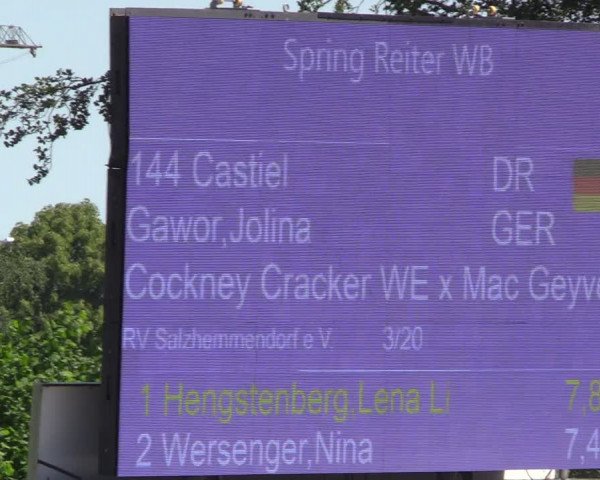 Spring Reiter WB
144 Castiel DR
Gawor,Jolina GER
Cockney Cracker WE x Mac Geyv
RV Salzhemmendorf e V. 3/20
1 Hengstenberg,Lena Li 7,8
2 Wersenger,Nina 7,4